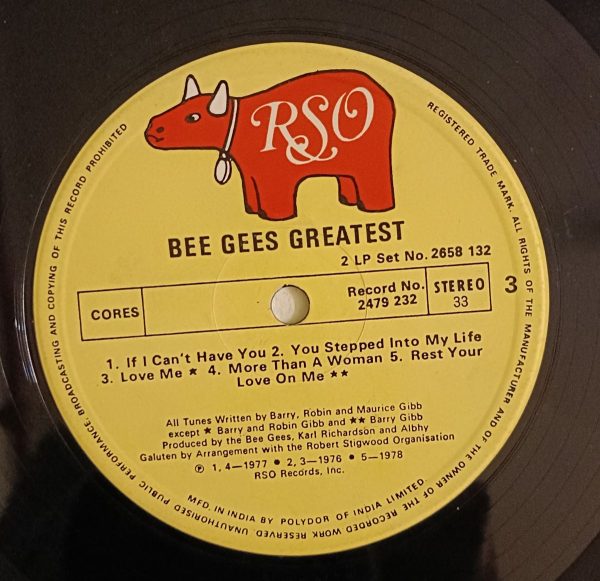 RSO
BEE GEES GREATEST
2 LP Set No. 2658 132
CORES
Record No.
2479 232
STEREO
33
3
1. If I Can't Have You 2. You Stepped Into My Life
3. Love Me ★ 4. More Than A Woman 5. Rest Your
Love On Me ★★
All Tunes Written by Barry, Robin and Maurice Gibb
except ★ Barry and Robin Gibb and ★★ Barry Gibb
Produced by the Bee Gees, Karl Richardson and Albhy
Galuten by Arrangement with the Robert Stigwood Organisation
℗ 1, 4—1977 ● 2, 3—1976 ● 5—1978
RSO Records, Inc.
MFD. IN INDIA BY POLYDOR OF INDIA LIMITED
REGISTERED TRADE MARK. ALL RIGHTS OF THE MANUFACTURER AND OF THE OWNER OF THE RECORDED WORK RESERVED UNAUTHORISED PUBLIC PERFORMANCE, BROADCASTING AND COPYING OF THIS RECORD PROHIBITED